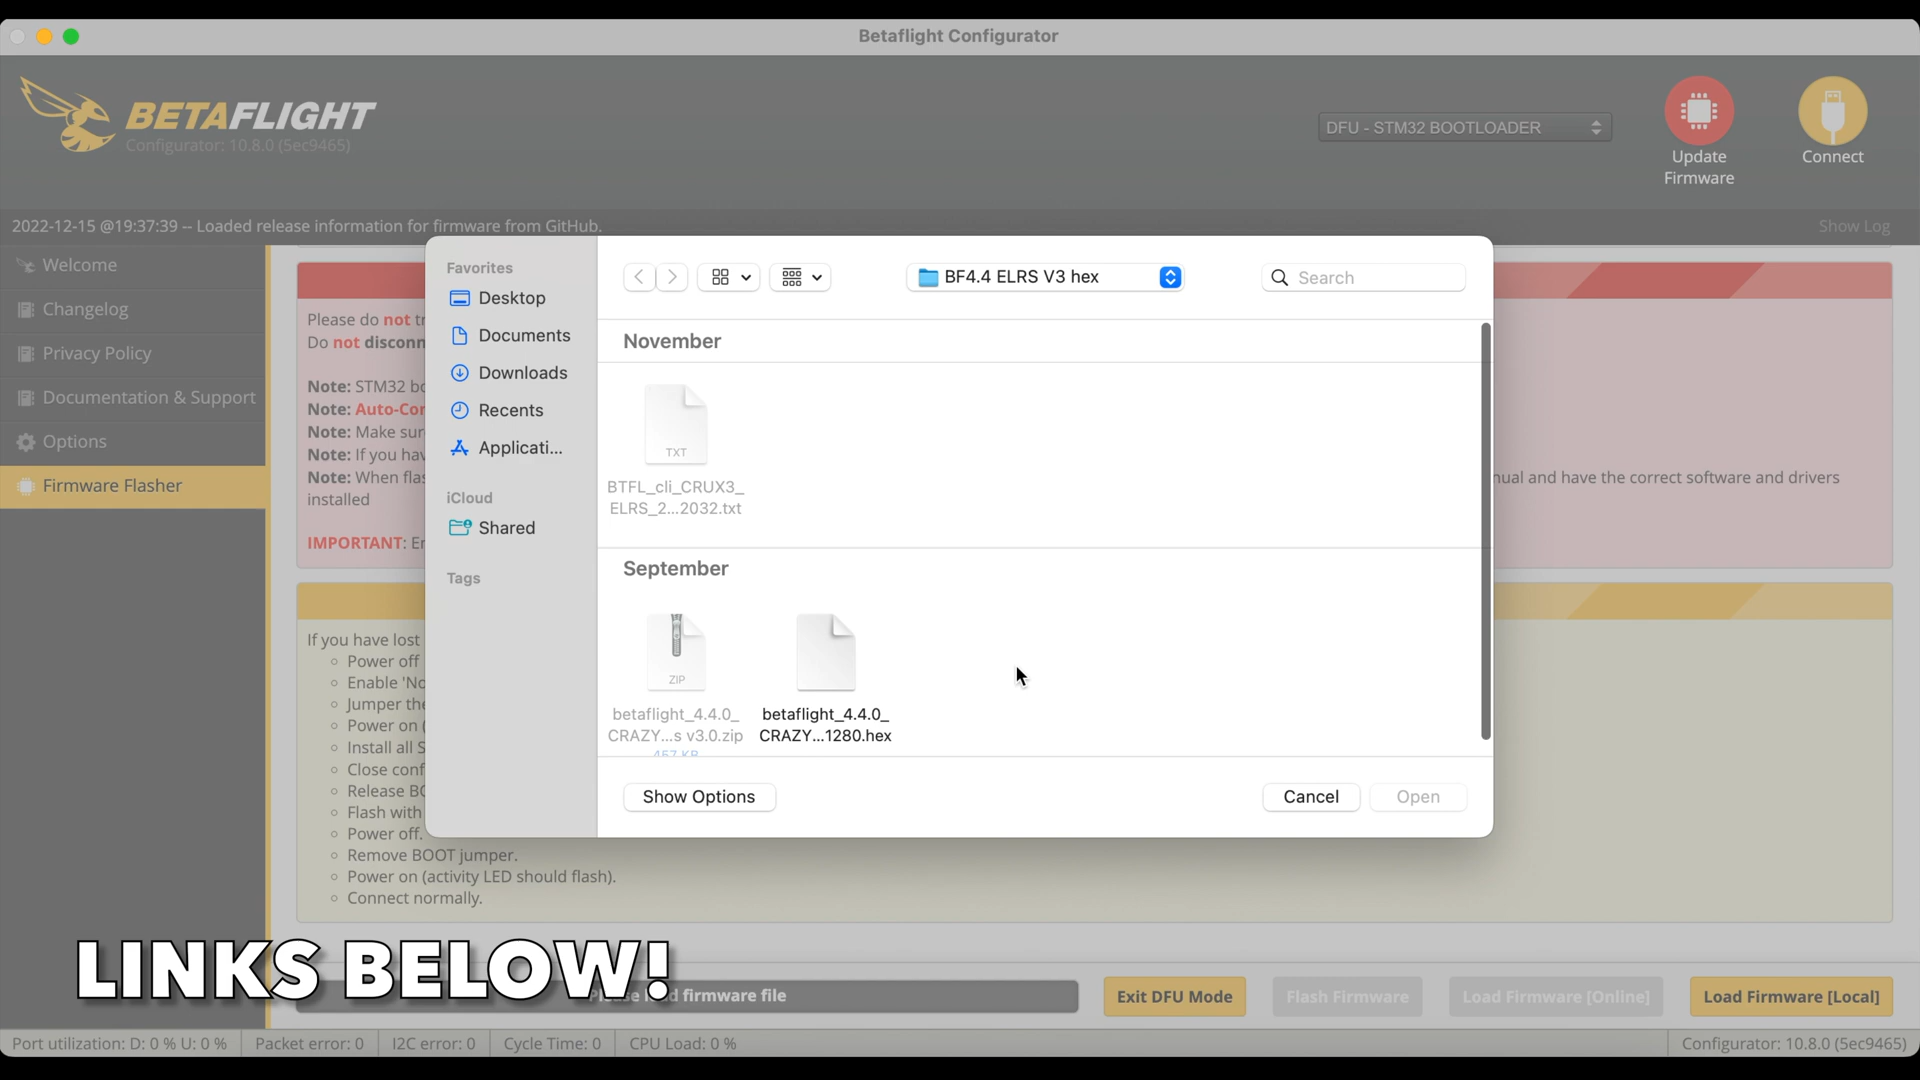 Betaflight Configurator
BETAFLIGHT
Configurator: 10.8.0 (5ec9465)
DFU - STM32 BOOTLOADER
Update
Firmware
Connect
2022-12-15 @19:37:39 -- Loaded release information for firmware from GitHub.
Show Log
Welcome
Changelog
Privacy Policy
Documentation & Support
Options
Firmware Flasher
Please do not
Do not
Note: STM32
Note:
Note: Make
Note: If you
Note: When
installed
nual and have the correct software and drivers
IMPORTANT:
Favorites
Desktop
Documents
Downloads
Recents
Applicati...
iCloud
Shared
Tags
BF4.4 ELRS V3 hex
Search
November
TXT
BTFL_cli_CRUX3_
ELRS_2...2032.txt
September
ZIP
betaflight_4.4.0_
CRAZY...s v3.0.zip
457 KB
betaflight_4.4.0_
CRAZY...1280.hex
Show Options
Cancel
Open
If you have lost
Power off
Enable 'No
Jumper the
Power on (
Install all S
Close conf
Release BO
Flash with
Power off.
Remove BOOT jumper.
Power on (activity LED should flash).
Connect normally.
LINKS BELOW!
firmware file
Exit DFU Mode
Flash Firmware
Load Firmware [Online]
Load Firmware [Local]
Port utilization: D: 0 % U: 0 %
Packet error: 0
I2C error: 0
Cycle Time: 0
CPU Load: 0 %
Configurator: 10.8.0 (5ec9465)